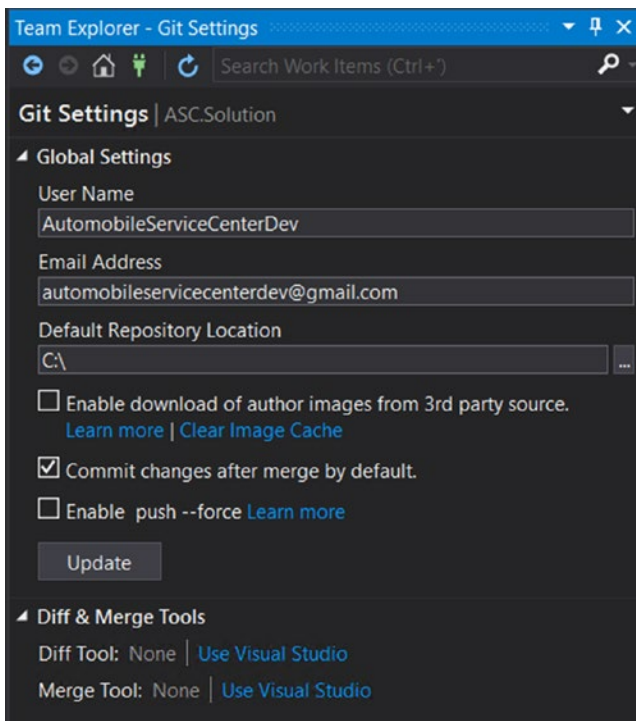 Team Explorer - Git Settings
Search Work Items (Ctrl+')
Git Settings | ASC.Solution
Global Settings
User Name
AutomobileServiceCenterDev
Email Address
automobileservicecenterdev@gmail.com
Default Repository Location
C:\
...
Enable download of author images from 3rd party source.
Learn more | Clear Image Cache
Commit changes after merge by default.
Enable push --force Learn more
Update
Diff & Merge Tools
Diff Tool: None | Use Visual Studio
Merge Tool: None | Use Visual Studio